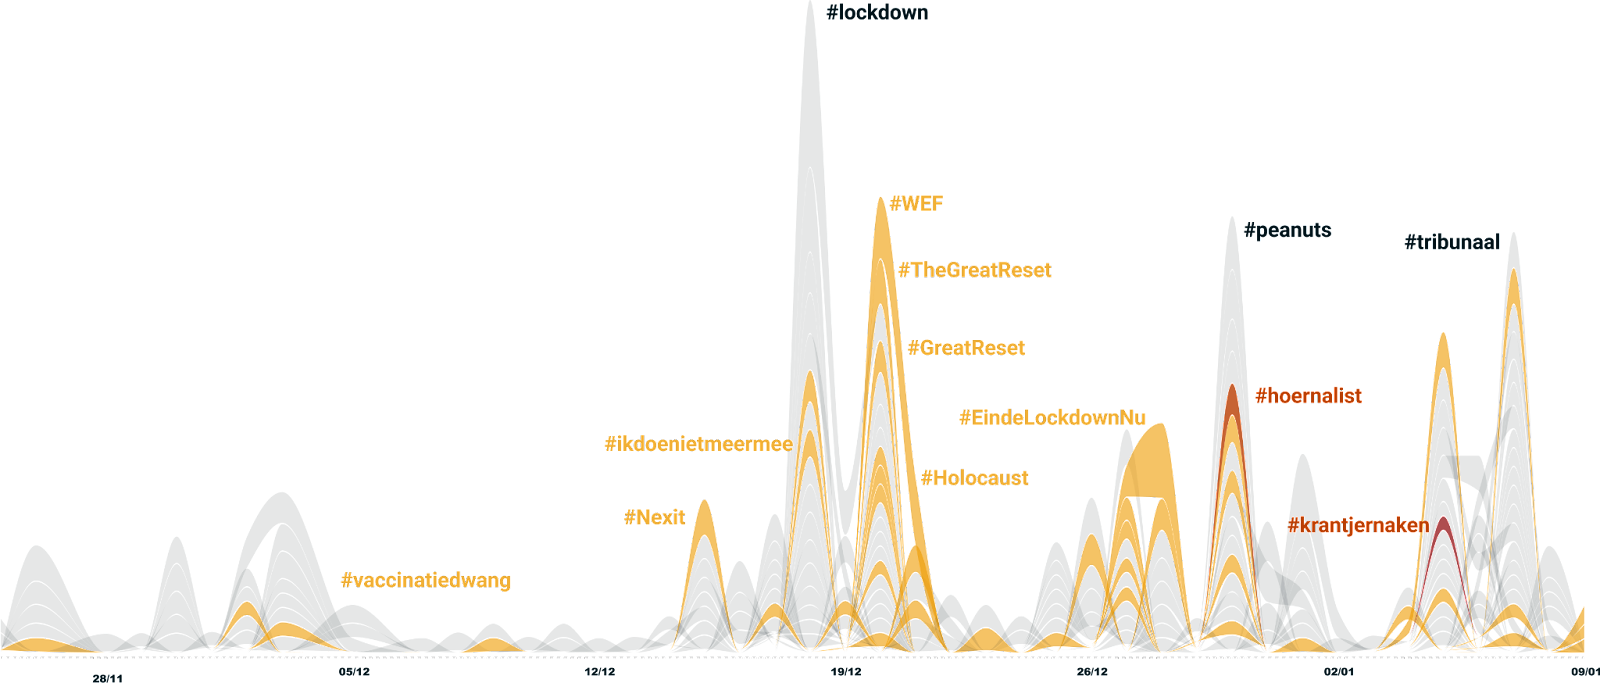 #lockdown
#WEF
#peanuts
#tribunaal
#TheGreatReset
#GreatReset
#hoernalist
#EindeLockdownNu
#ikdoenietmeermee
#Holocaust
#Nexit
#krantjernaken
#vaccinatiedwang
28/11
05/12
12/12
19/12
26/12
02/01
09/01